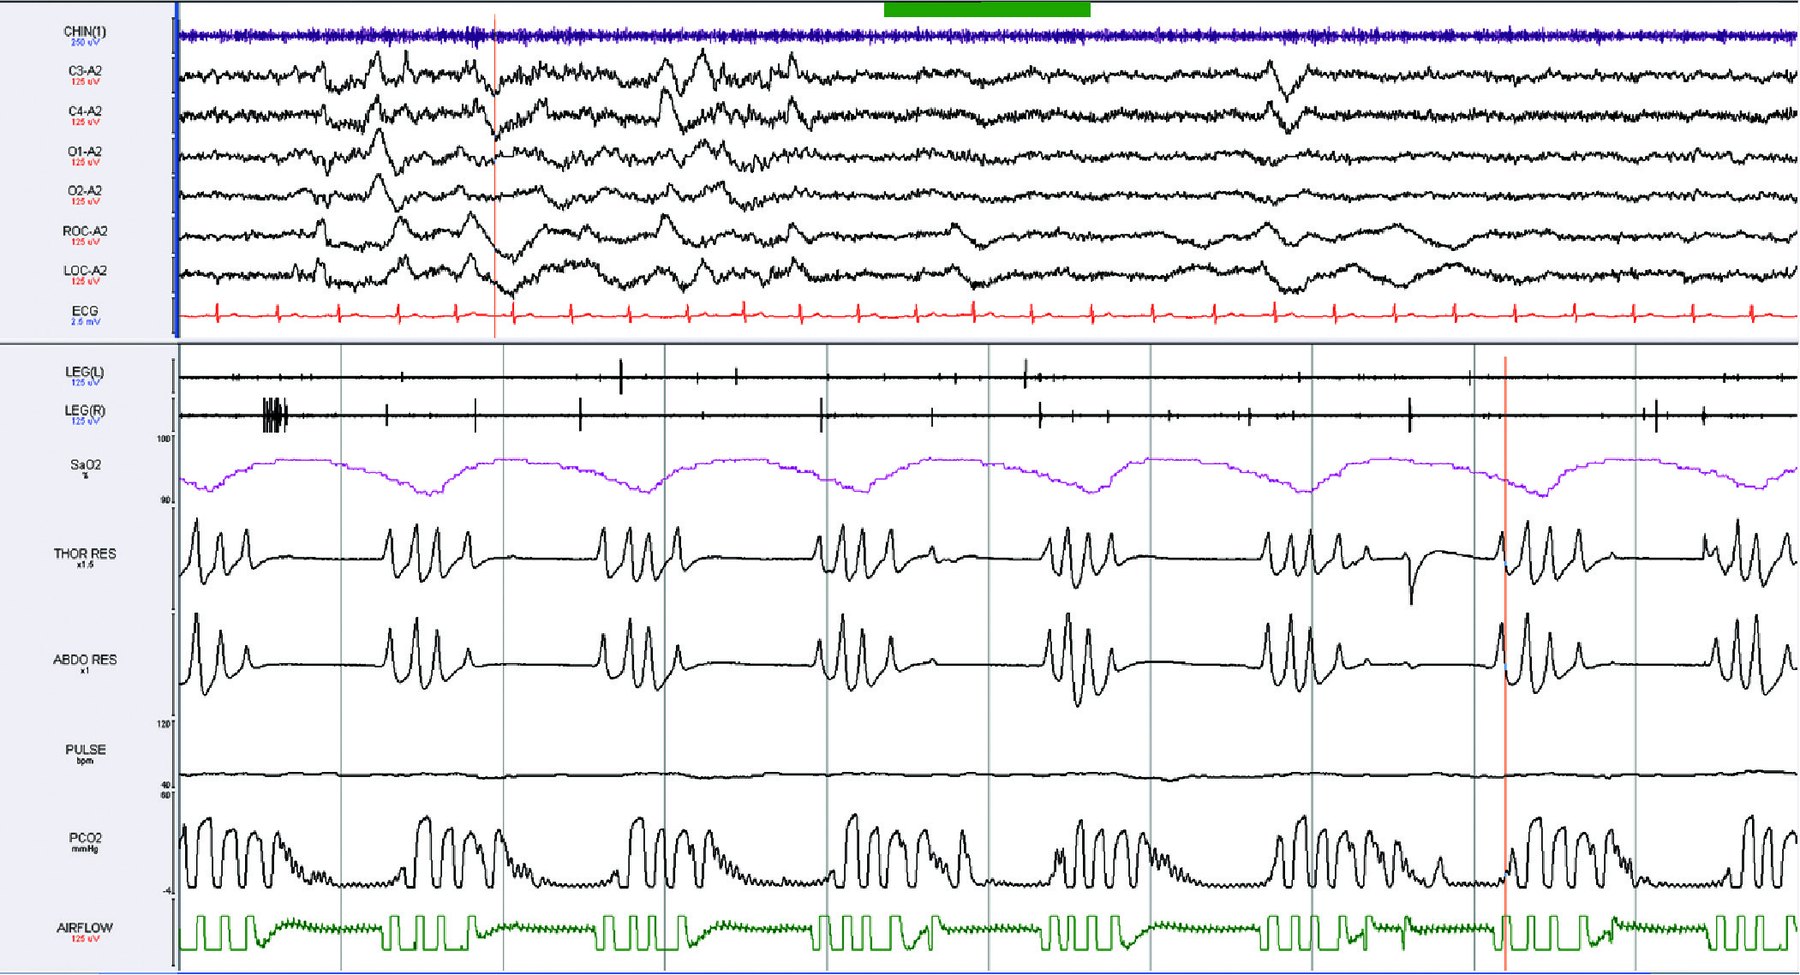 CHIN(1)
250 uV
C3-A2
125 uV
C4-A2
125 uV
O1-A2
125 uV
O2-A2
125 uV
ROC-A2
125 uV
LOC-A2
125 uV
ECG
2.5 mV
LEG(L)
125 uV
LEG(R)
125 uV
100
SaO2
%
90
THOR RES
x1.5
ABDO RES
x1
120
PULSE
bpm
40
60
PCO2
mmHg
-4
AIRFLOW
125 uV